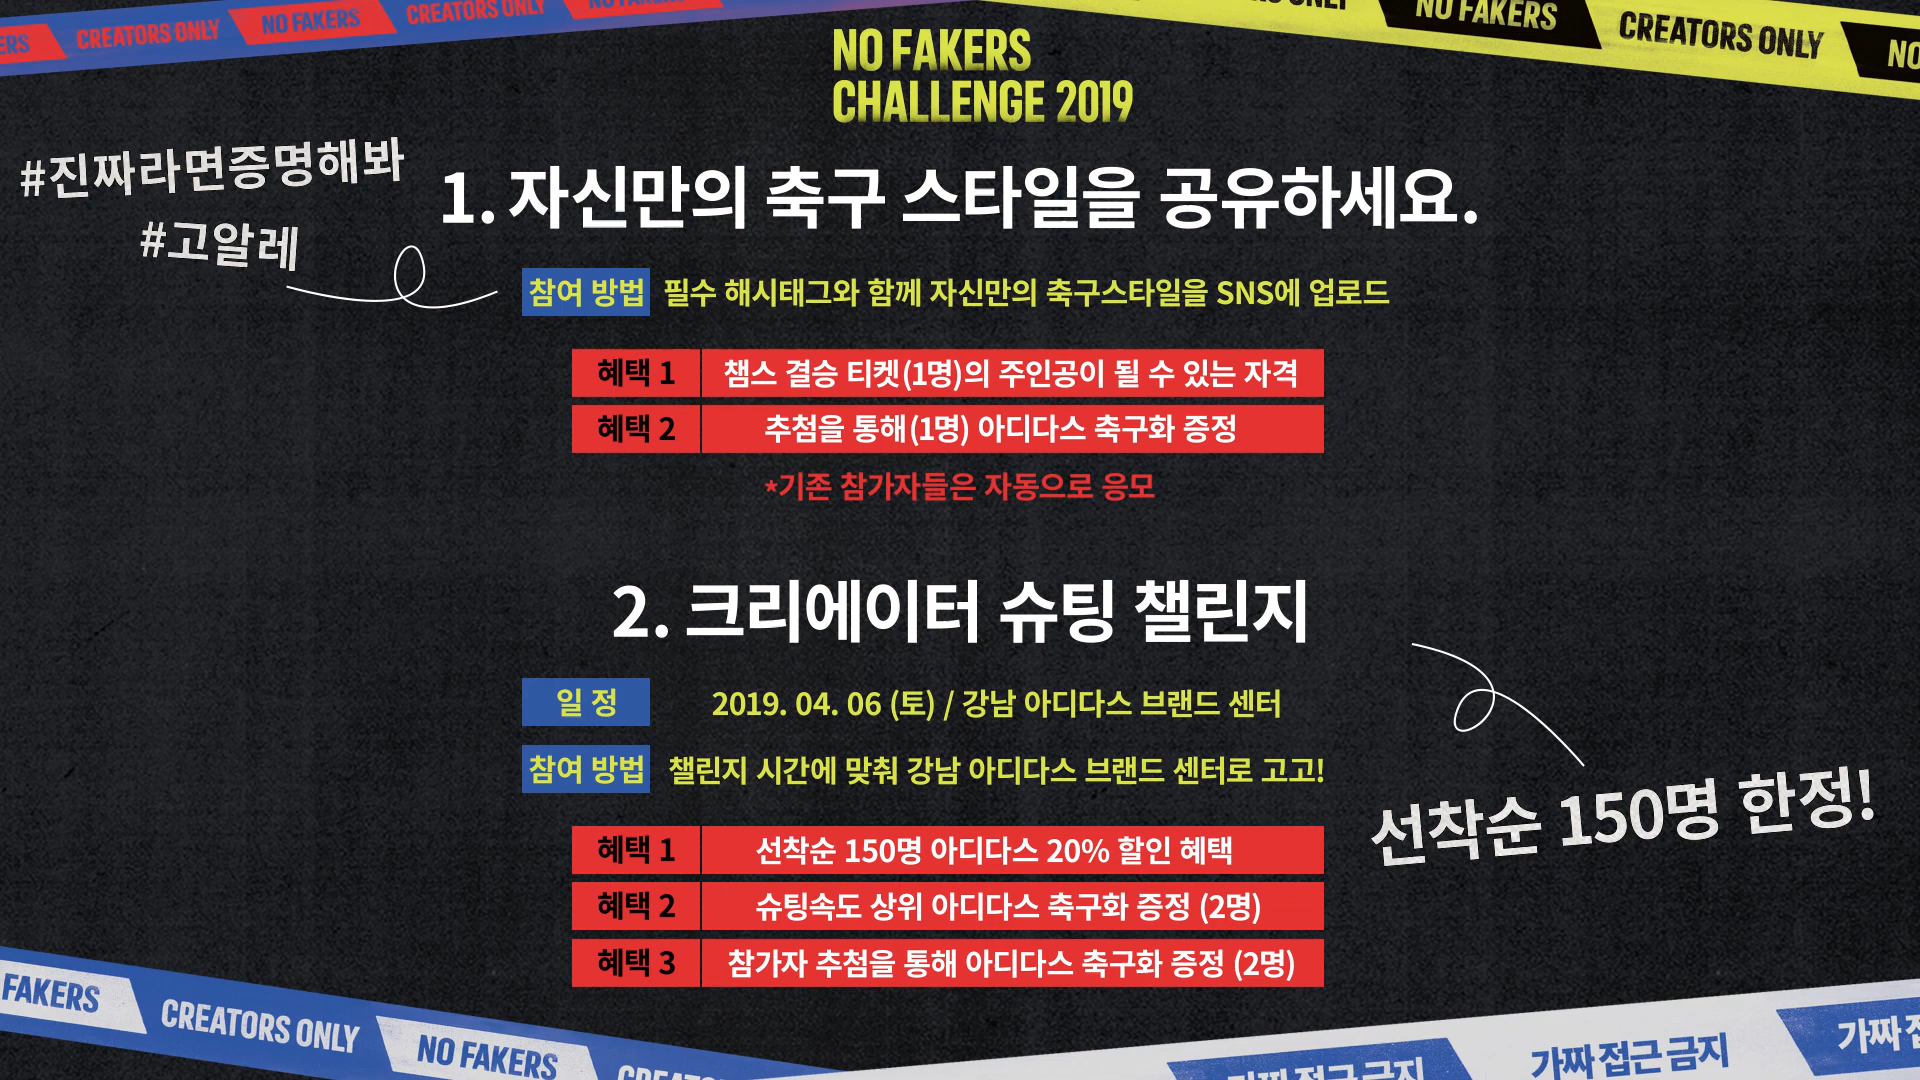 ERS CREATORS ONLY NO FAKERS CREATORS ONLY NO FAKERS
NO FAKERS CREATORS ONLY NO
NO FAKERS
CHALLENGE 2019
#진짜라면증명해봐
#고알레
1. 자신만의 축구 스타일을 공유하세요.
참여 방법 필수 해시태그와 함께 자신만의 축구스타일을 SNS에 업로드
혜택 1 챔스 결승 티켓(1명)의 주인공이 될 수 있는 자격
혜택 2 추첨을 통해(1명) 아디다스 축구화 증정
*기존 참가자들은 자동으로 응모
2. 크리에이터 슈팅 챌린지
일 정 2019. 04. 06 (토) / 강남 아디다스 브랜드 센터
참여 방법 챌린지 시간에 맞춰 강남 아디다스 브랜드 센터로 고고!
선착순 150명 한정!
혜택 1 선착순 150명 아디다스 20% 할인 혜택
혜택 2 슈팅속도 상위 아디다스 축구화 증정 (2명)
혜택 3 참가자 추첨을 통해 아디다스 축구화 증정 (2명)
FAKERS CREATORS ONLY NO FAKERS
가짜 접근 금지 가짜 접근 금지 가짜